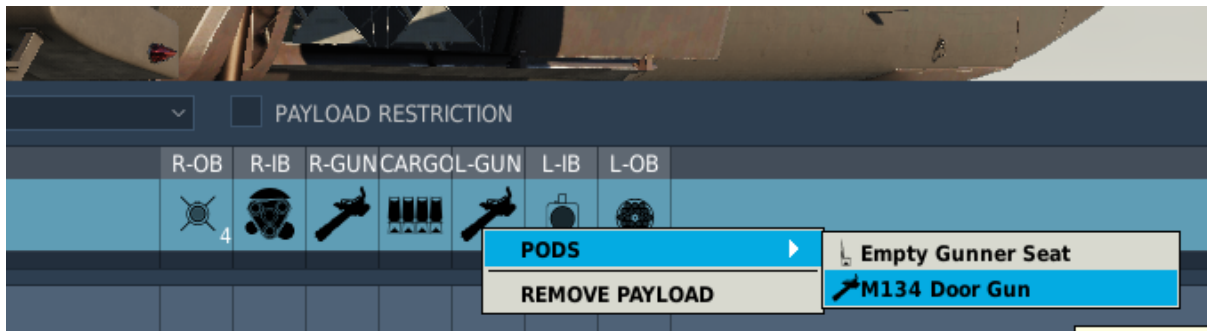 PAYLOAD RESTRICTION
R-OB R-IB R-GUN CARGO L-GUN L-IB L-OB
4
PODS
REMOVE PAYLOAD
Empty Gunner Seat
M134 Door Gun